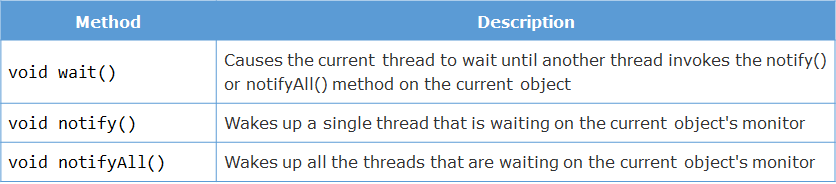 Method Description
void wait() Causes the current thread to wait until another thread invokes the notify()
or notifyAll() method on the current object
void notify() Wakes up a single thread that is waiting on the current object's monitor
void notifyAll() Wakes up all the threads that are waiting on the current object's monitor